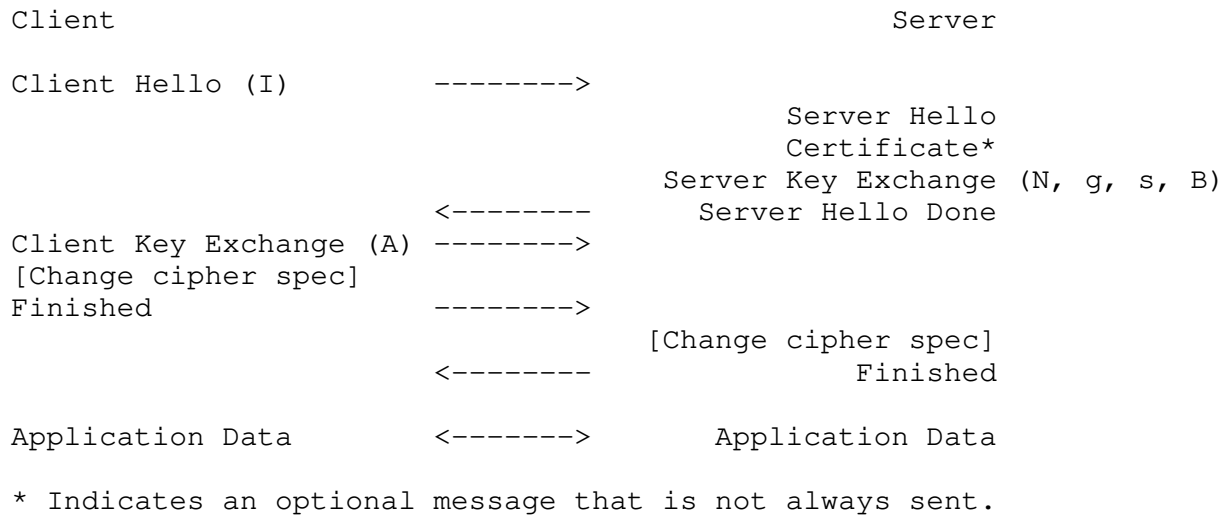 Client                                            Server

Client Hello (I)        -------->
                                            Server Hello
                                            Certificate*
                                     Server Key Exchange (N, g, s, B)
                        <--------      Server Hello Done
Client Key Exchange (A) -------->
[Change cipher spec]
Finished                -------->
                                    [Change cipher spec]
                        <--------               Finished

Application Data        <------->       Application Data

* Indicates an optional message that is not always sent.